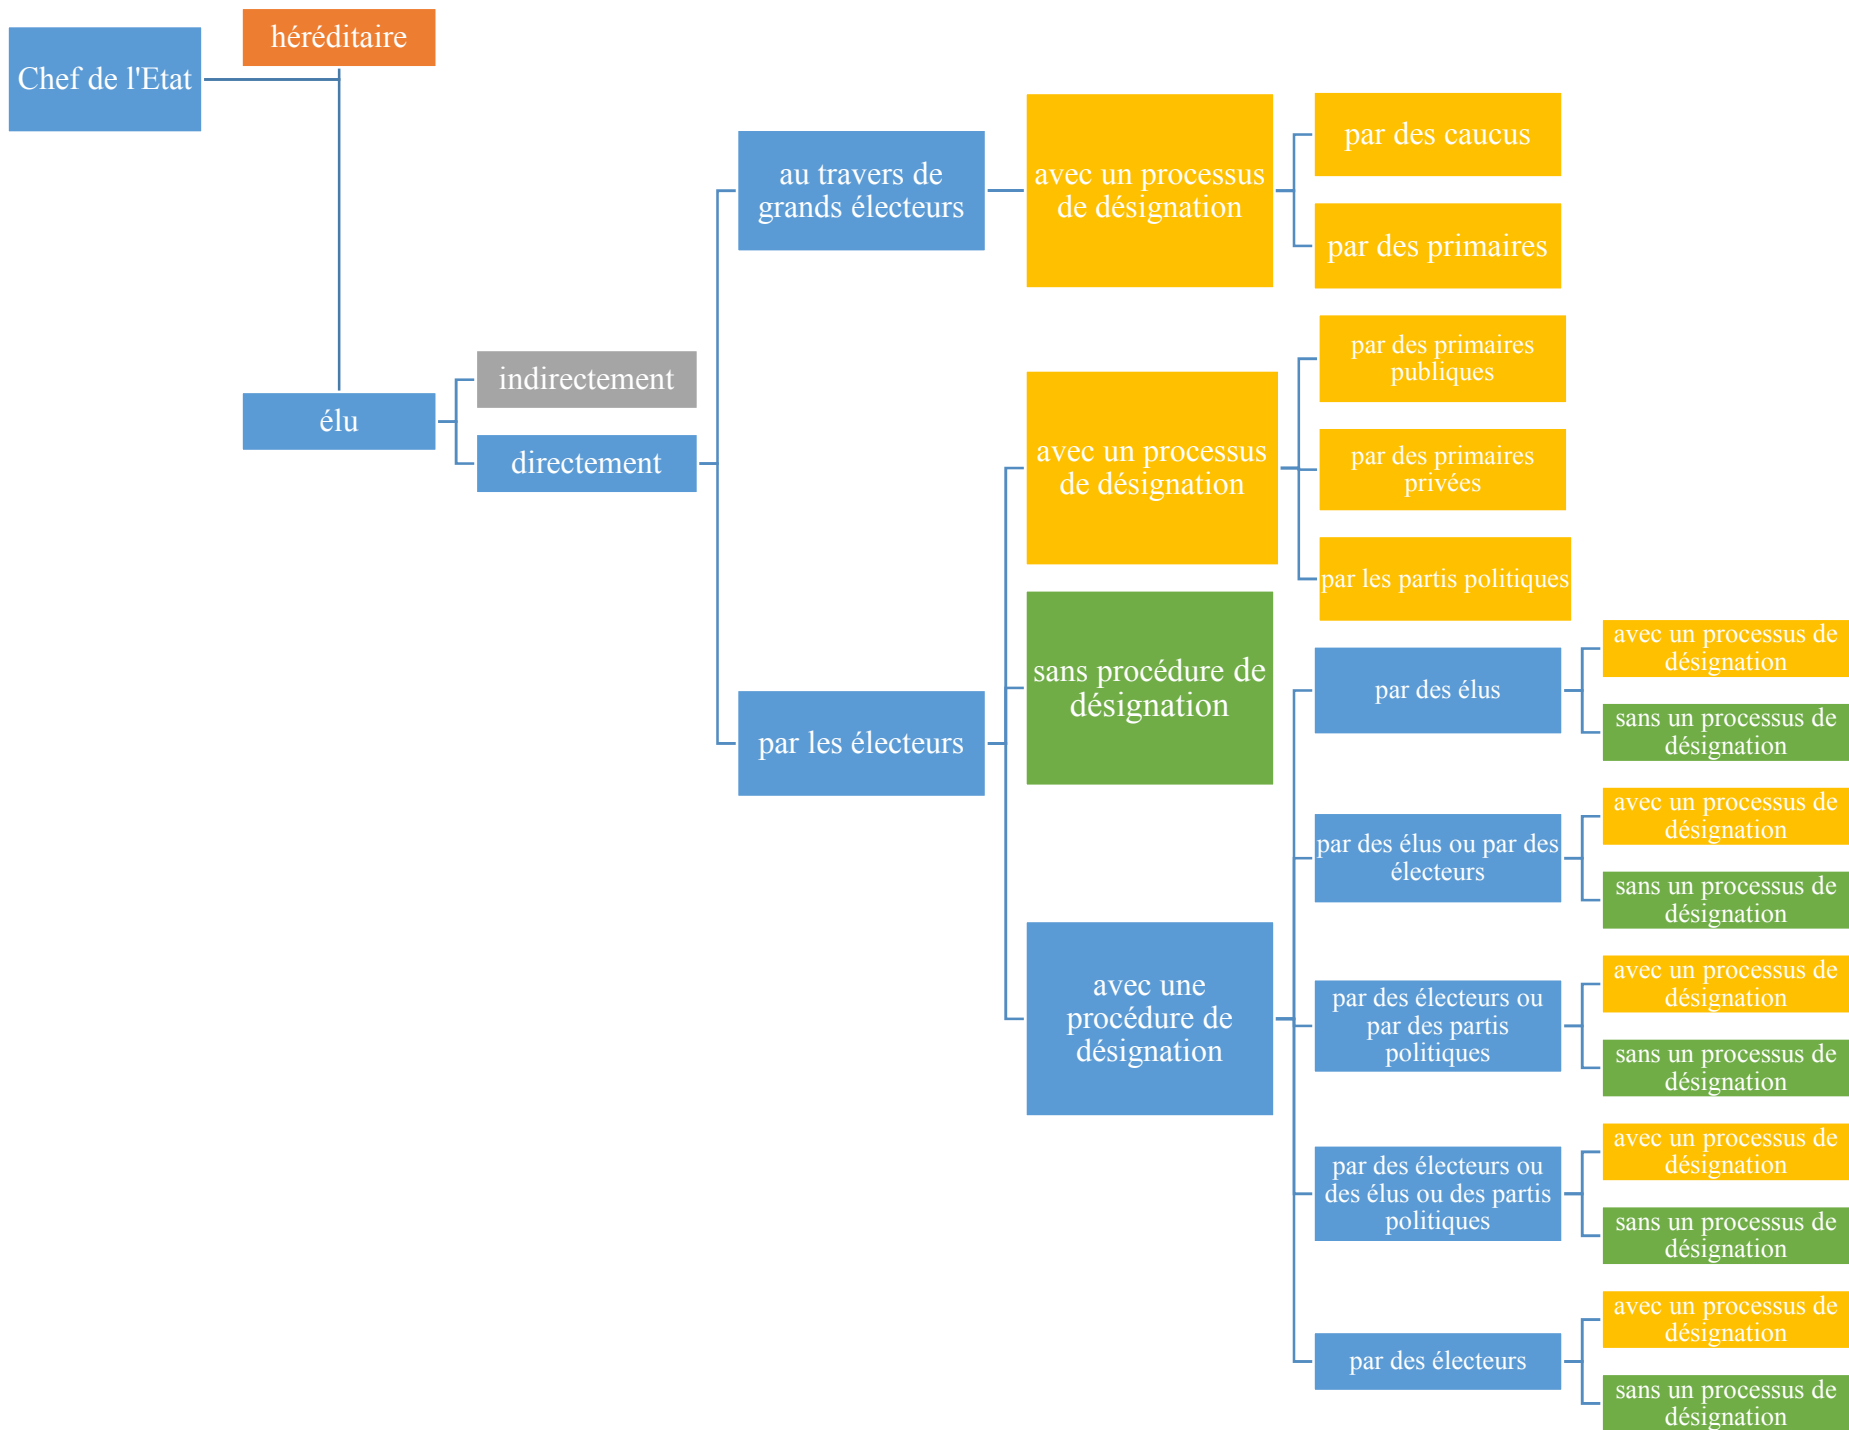 Chef de l'Etat
héréditaire
élu
indirectement
directement
au travers de
grands électeurs
avec un processus
de désignation
par des caucus
par des primaires
par les électeurs
avec un processus
de désignation
par des primaires
publiques
par des primaires
privées
par les partis politiques
sans procédure de
désignation
avec une
procédure de
désignation
par des élus
avec un processus de
désignation
sans un processus de
désignation
par des élus ou par des
électeurs
avec un processus de
désignation
sans un processus de
désignation
par des électeurs ou
par des partis
politiques
avec un processus de
désignation
sans un processus de
désignation
par des électeurs ou
des élus ou des partis
politiques
avec un processus de
désignation
sans un processus de
désignation
par des électeurs
avec un processus de
désignation
sans un processus de
désignation